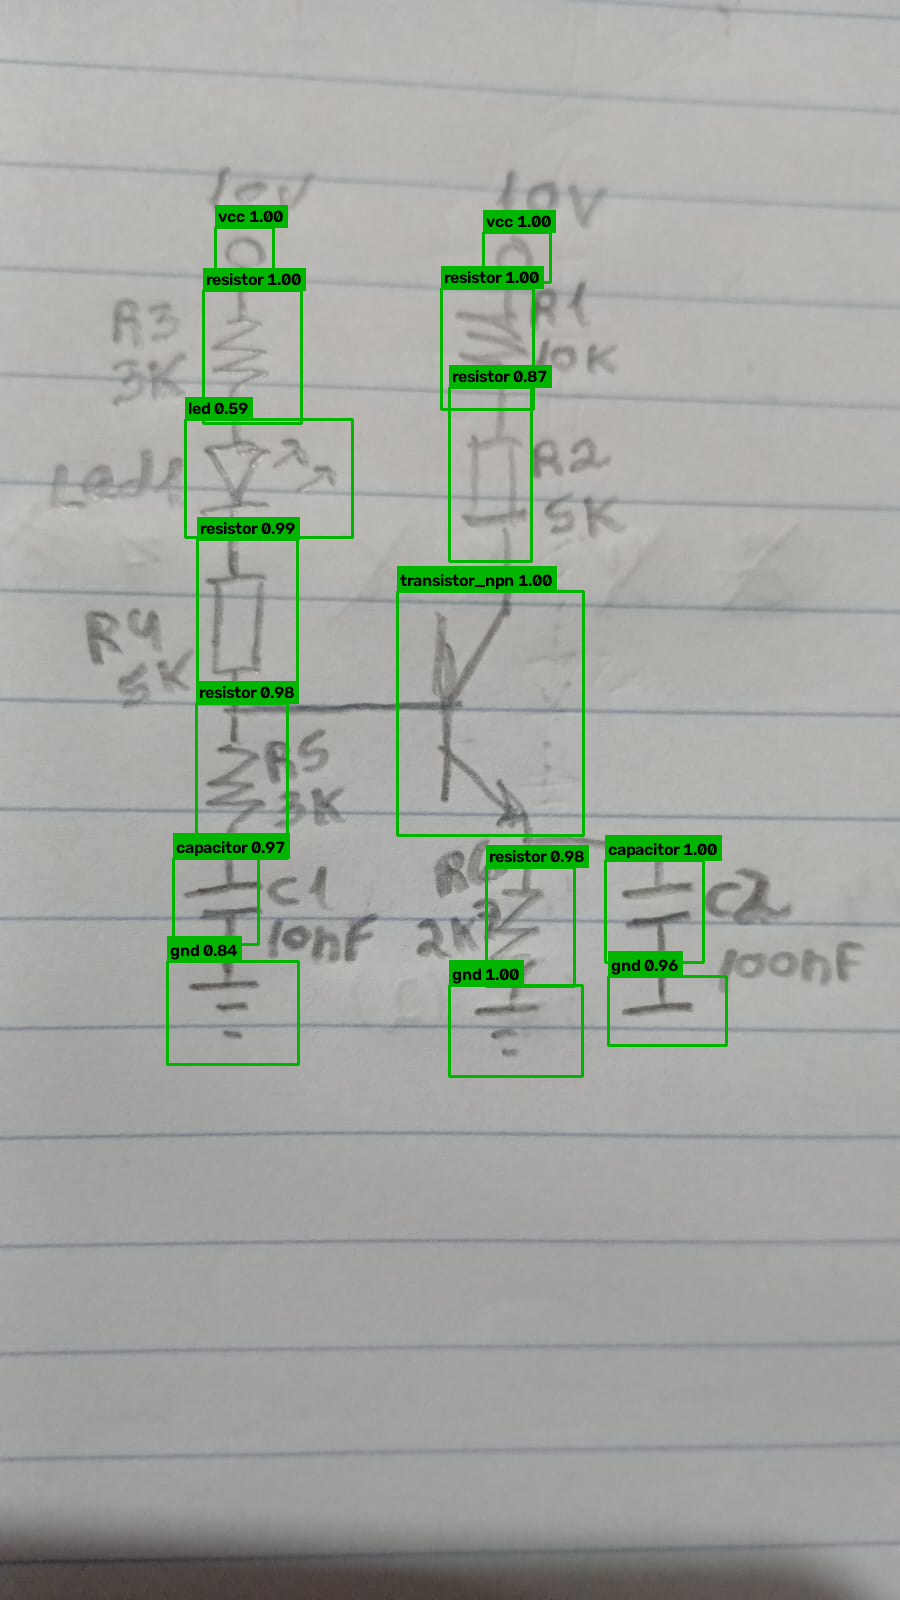 10V 10V
vcc 1.00 vcc 1.00
resistor 1.00 resistor 1.00
R3 R1
3K 10K
resistor 0.87
led 0.59
Led1 R2
5K
resistor 0.99
transistor_npn 1.00
R4
5K
resistor 0.98
R5
3K
capacitor 0.97 capacitor 1.00
resistor 0.98
C1 R6 C2
10nF 2K 100nF
gnd 0.84 gnd 1.00 gnd 0.96